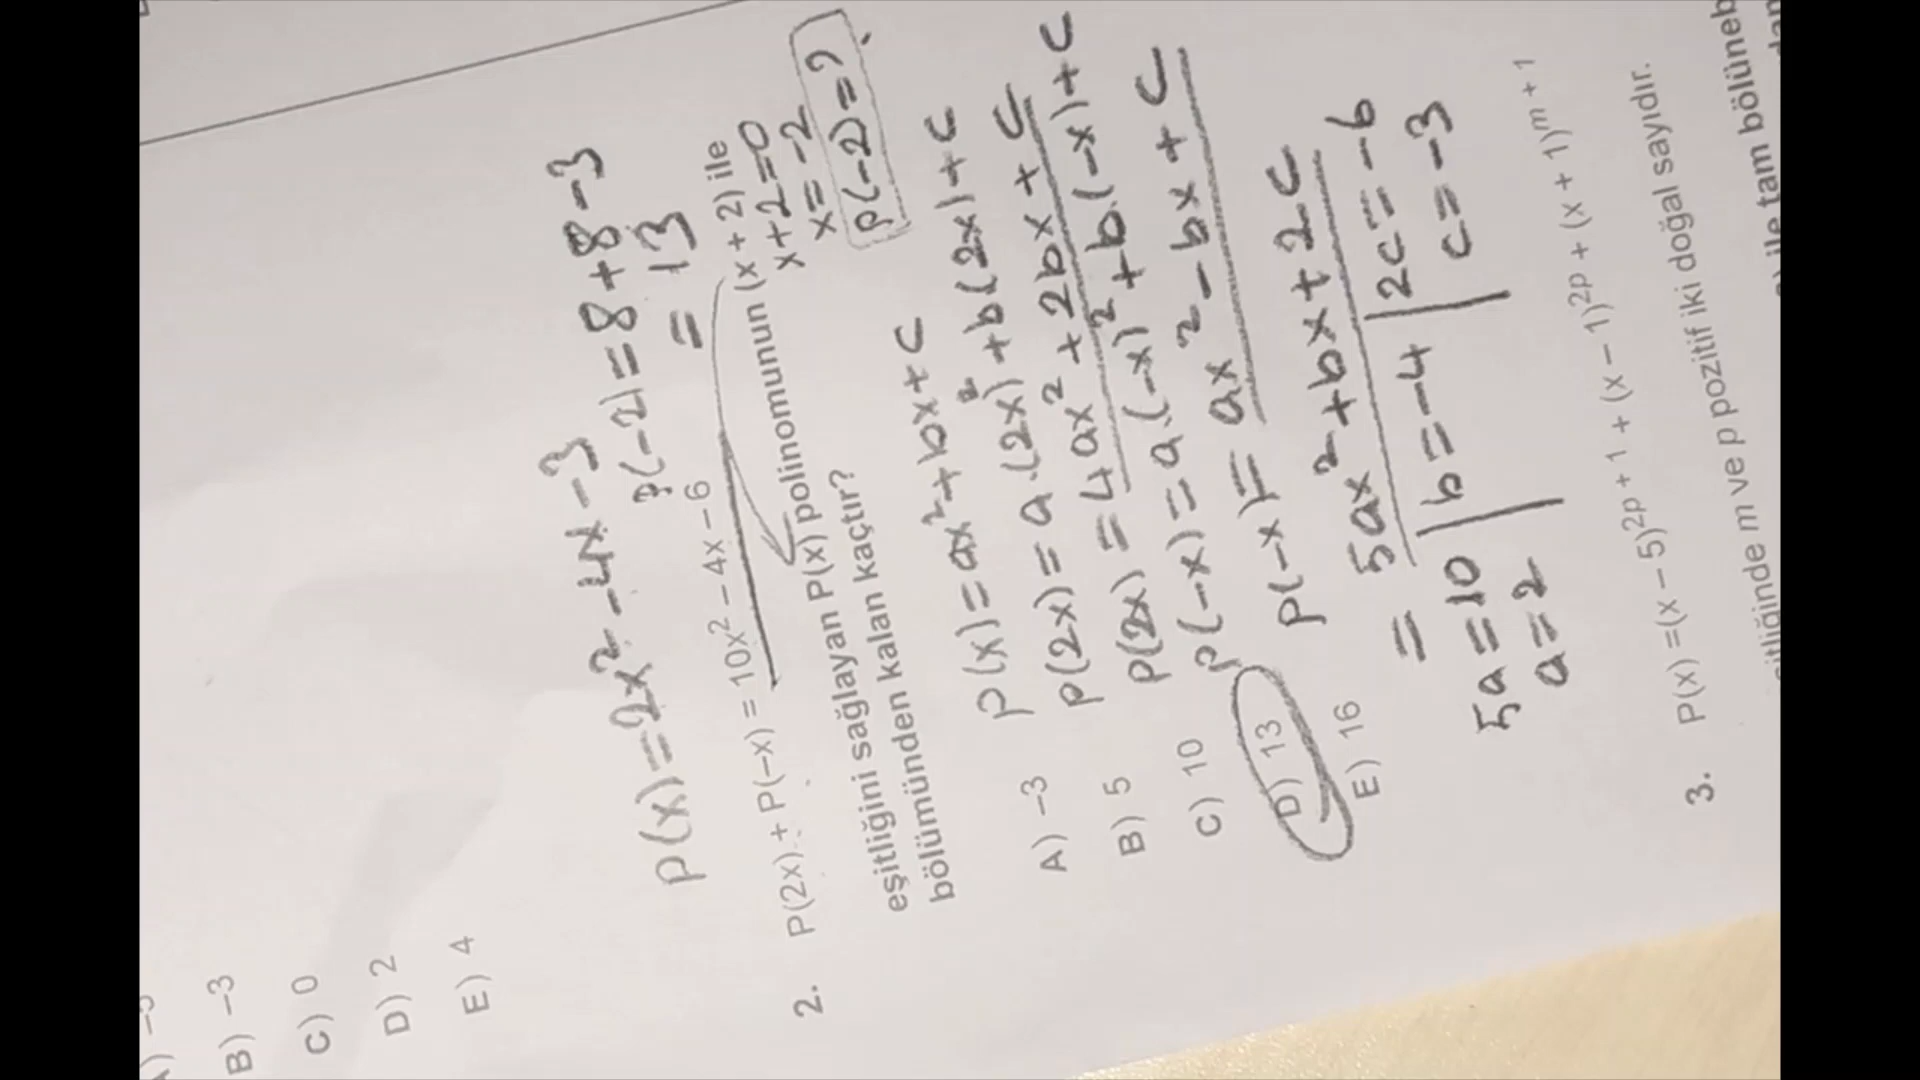 B) −3
C) 0
D) 2
E) 4
P(x)=2x²-4x-3
P(-2)=8+8-3
=13
2. P(2x) + P(−x) = 10x² − 4x − 6
eşitliğini sağlayan P(x) polinomunun (x + 2) ile
bölümünden kalan kaçtır?
x+2=0
x=-2
P(-2)=?
P(x)=ax²+bx+c
P(2x)=a.(2x)²+b(2x)+c
P(2x)=4ax²+2bx+c
P(-x)=a.(-x)²+b.(-x)+c
P(-x)=ax²-bx+c
P(-x)
= 5ax²+bx+2c
5a=10 | b=-4 | 2c=-6
a=2 | c=-3
A) −3
B) 5
C) 10
D) 13
E) 16
3. P(x) =(x − 5)²ᵖ ⁺ ¹ + (x − 1)²ᵖ + (x + 1)ᵐ ⁺ ¹
eşitliğinde m ve p pozitif iki doğal sayıdır.
ile tam bölüneb